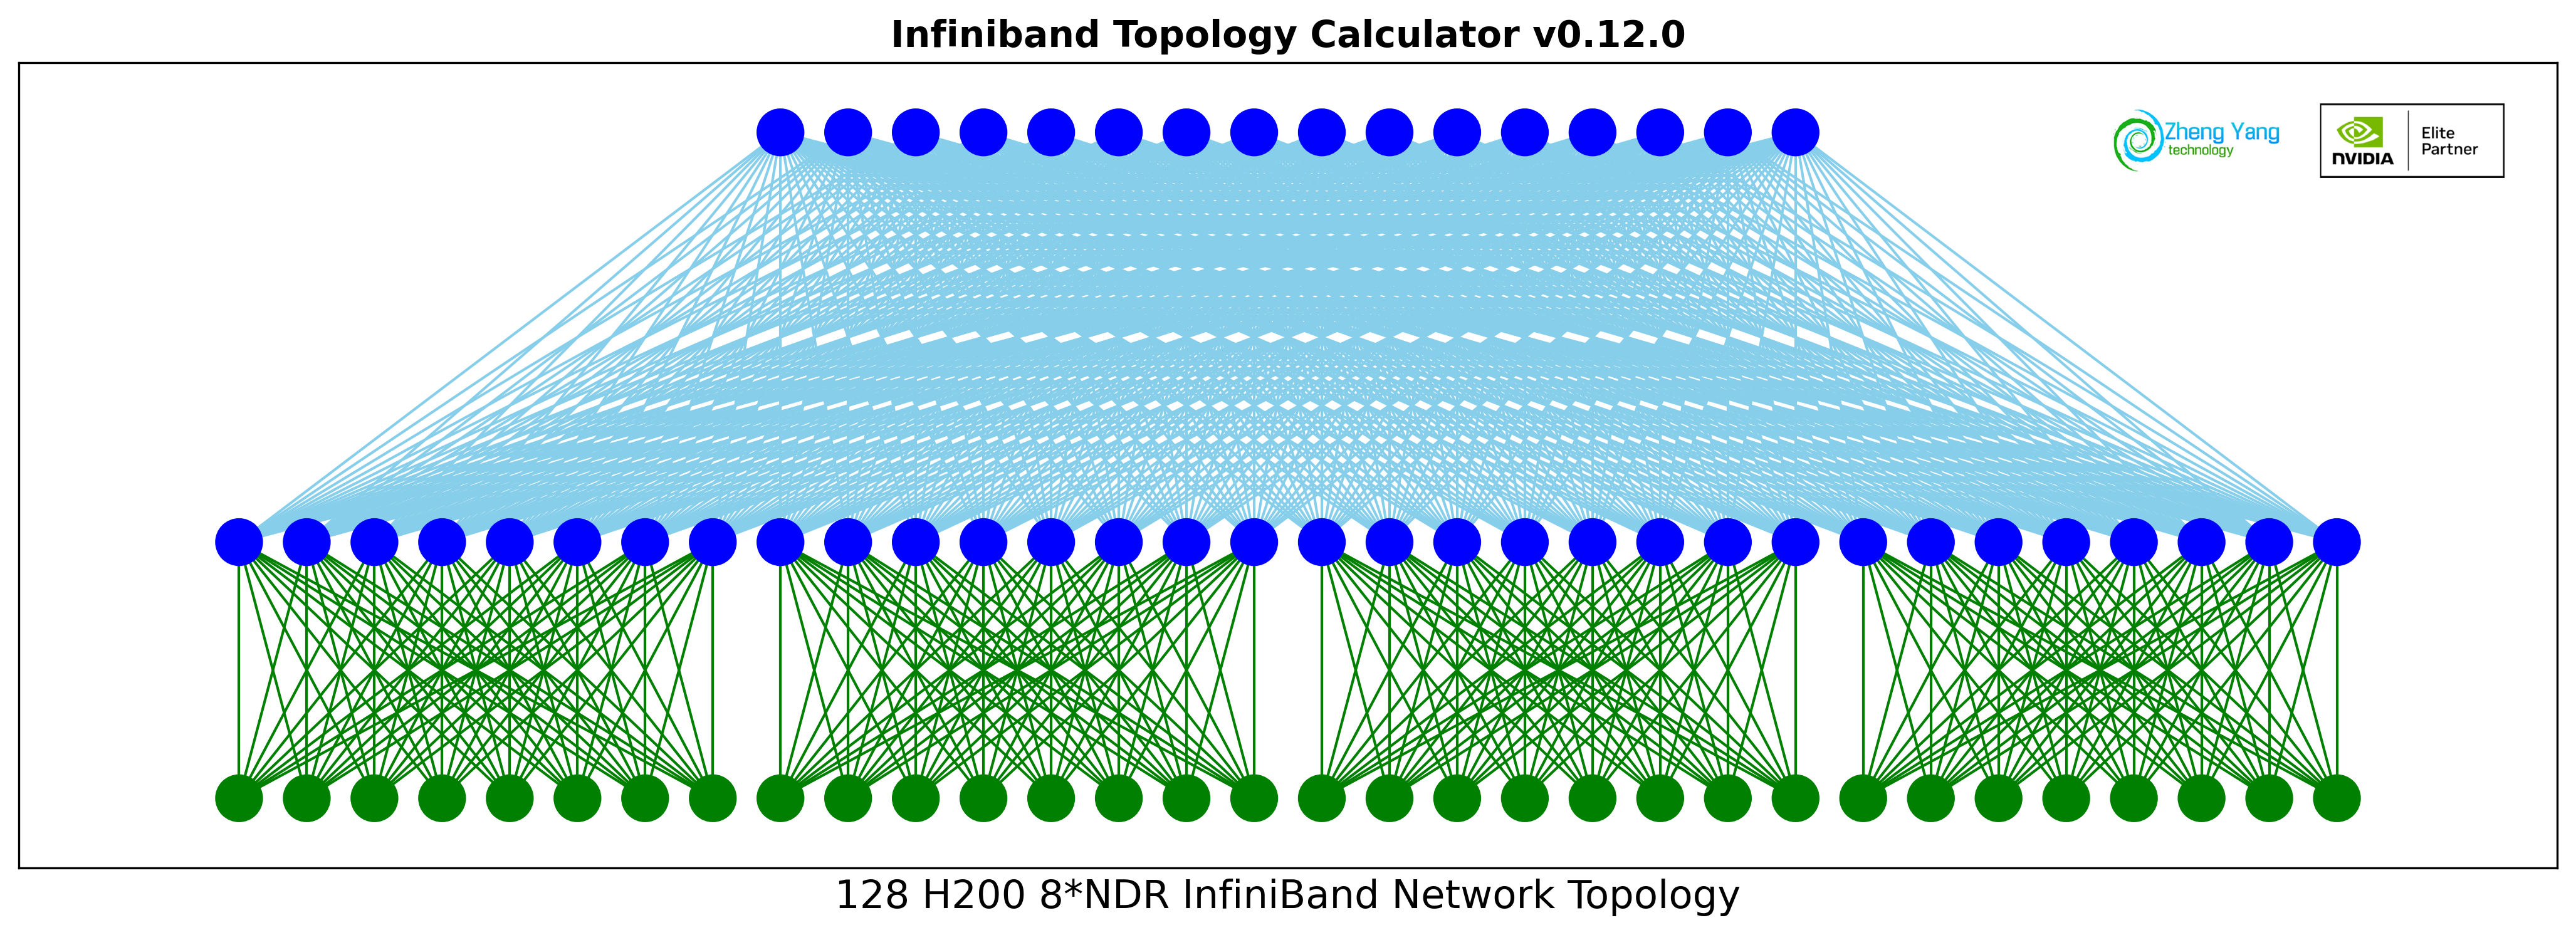 Infiniband Topology Calculator v0.12.0
Zheng Yang
technology
NVIDIA
Elite
Partner
128 H200 8*NDR InfiniBand Network Topology